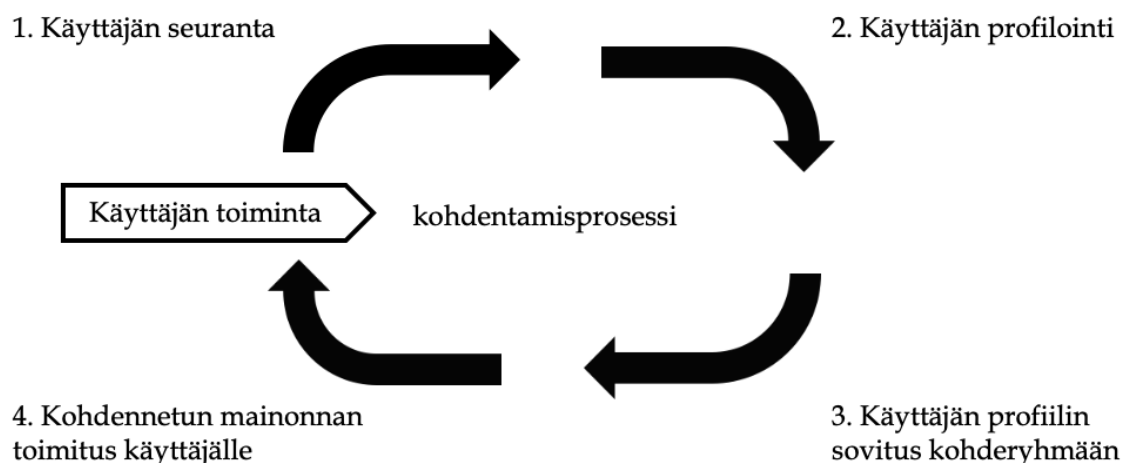 1. Käyttäjän seuranta
2. Käyttäjän profilointi
Käyttäjän toiminta
kohdentamisprosessi
4. Kohdennetun mainonnan
toimitus käyttäjälle
3. Käyttäjän profiilin
sovitus kohderyhmään